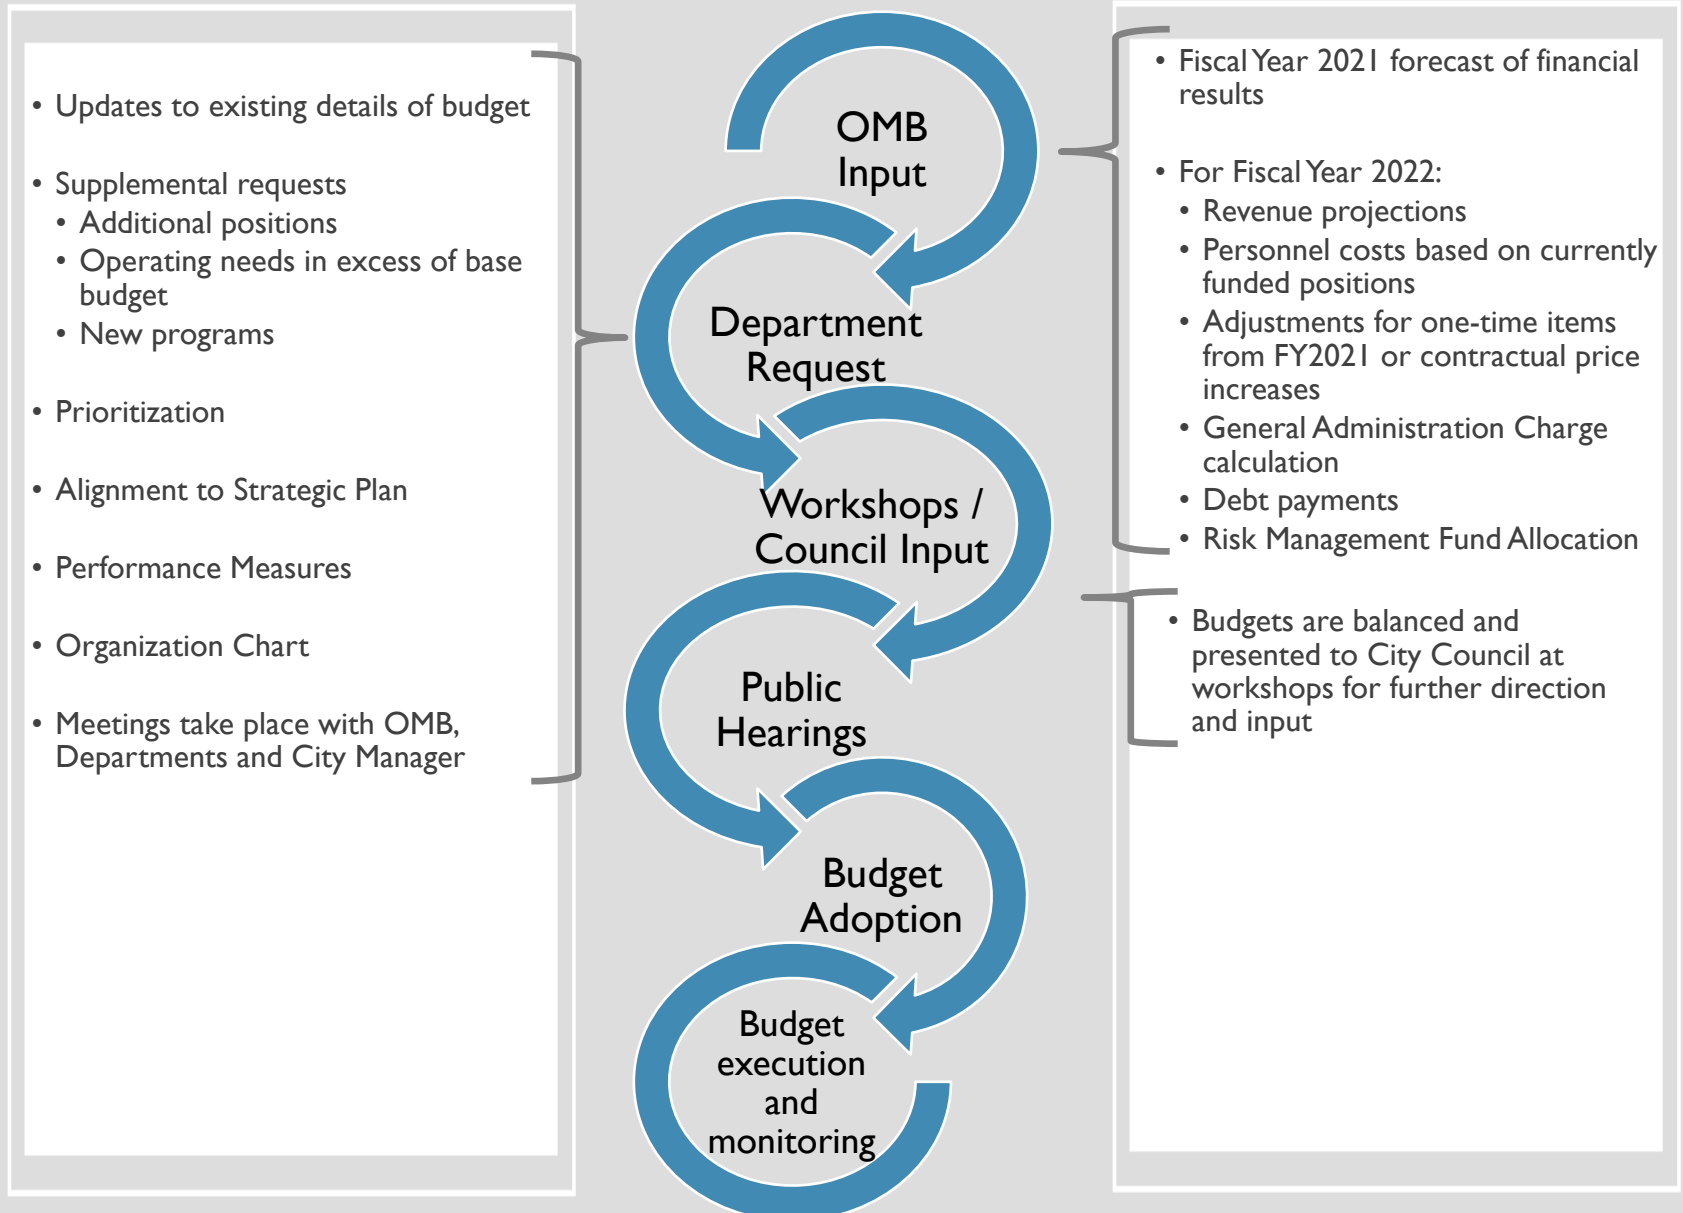 • Updates to existing details of budget
• Supplemental requests
• Additional positions
• Operating needs in excess of base
budget
• New programs
• Prioritization
• Alignment to Strategic Plan
• Performance Measures
• Organization Chart
• Meetings take place with OMB,
Departments and City Manager
OMB
Input
Department
Request
Workshops /
Council Input
Public
Hearings
Budget
Adoption
Budget
execution
and
monitoring
• Fiscal Year 2021 forecast of financial
results
• For Fiscal Year 2022:
• Revenue projections
• Personnel costs based on currently
funded positions
• Adjustments for one-time items
from FY2021 or contractual price
increases
• General Administration Charge
calculation
• Debt payments
• Risk Management Fund Allocation
• Budgets are balanced and
presented to City Council at
workshops for further direction
and input